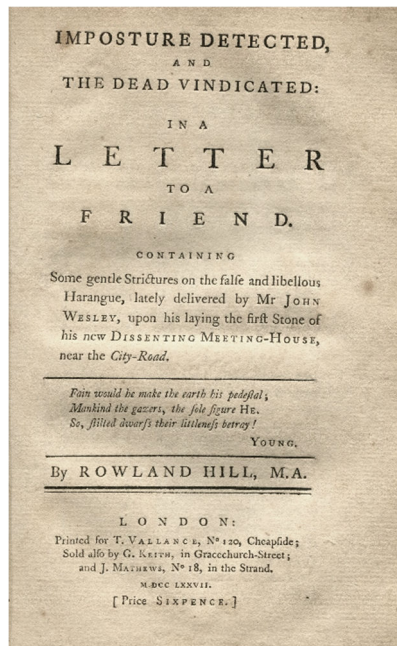 IMPOSTURE DETECTED,
AND
THE DEAD VINDICATED:
IN A
LETTER
TO A
FRIEND.
CONTAINING
Some gentle Strictures on the falſe and libellous
Harangue, lately delivered by Mr JOHN
WESLEY, upon his laying the firſt Stone of
his new DISSENTING MEETING-HOUSE,
near the City-Road.
Fain would he make the earth his pedeſtal;
Mankind the gazers, the ſole figure HE.
So, ſtilted dwarfs their littleneſs betray!
YOUNG.
By ROWLAND HILL, M.A.
LONDON:
Printed for T. VALLANCE, No 120, Cheapſide;
Sold alſo by G. KEITH, in Gracechurch-Street;
and J. MATHEWS, No 18, in the Strand.
M DCC LXXVII.
[Price SIXPENCE.]